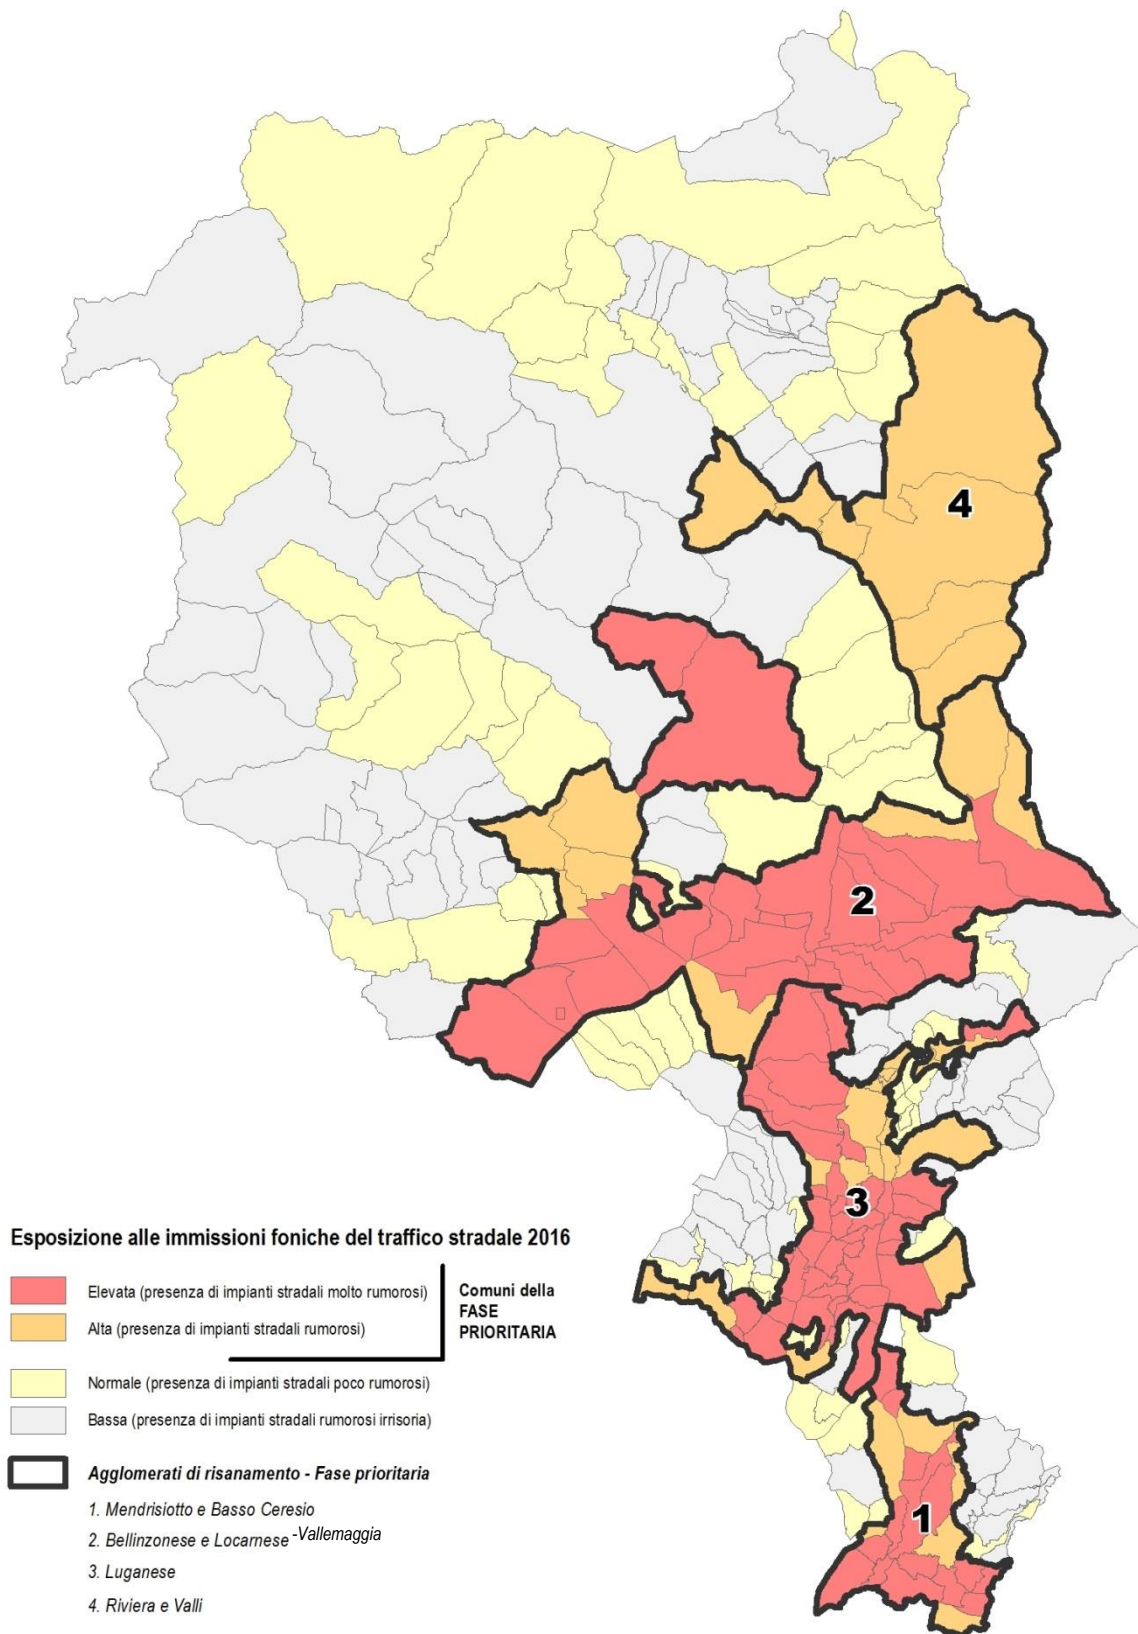 4
2
3
1
Esposizione alle immissioni foniche del traffico stradale 2016
Elevata (presenza di impianti stradali molto rumorosi)
Alta (presenza di impianti stradali rumorosi)
Comuni della
FASE
PRIORITARIA
Normale (presenza di impianti stradali poco rumorosi)
Bassa (presenza di impianti stradali rumorosi irrisoria)
Agglomerati di risanamento - Fase prioritaria
1. Mendrisiotto e Basso Ceresio
2. Bellinzonese e Locarnese -Vallemaggia
3. Luganese
4. Riviera e Valli